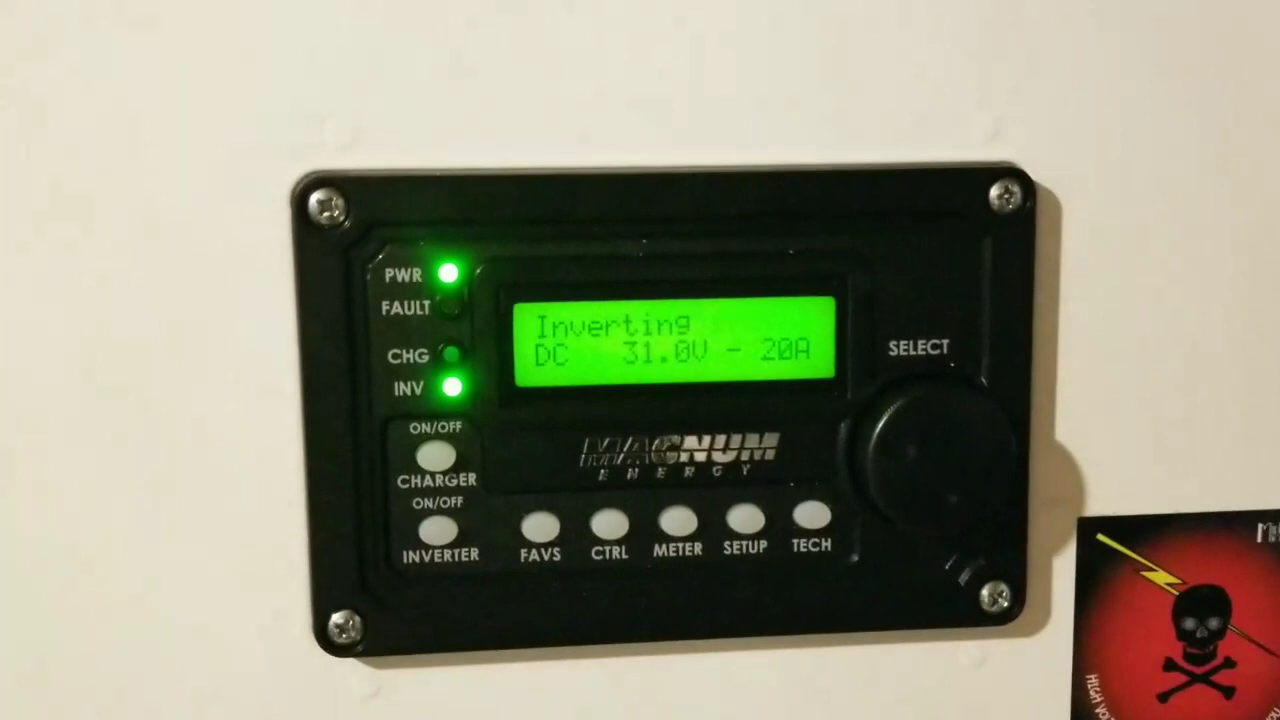 PWR
FAULT
CHG
INV
Inverting
DC 31.0V - 20A
SELECT
ON/OFF
CHARGER
ON/OFF
INVERTER
MAGNUM
ENERGY
FAVS
CTRL
METER
SETUP
TECH
HIGH